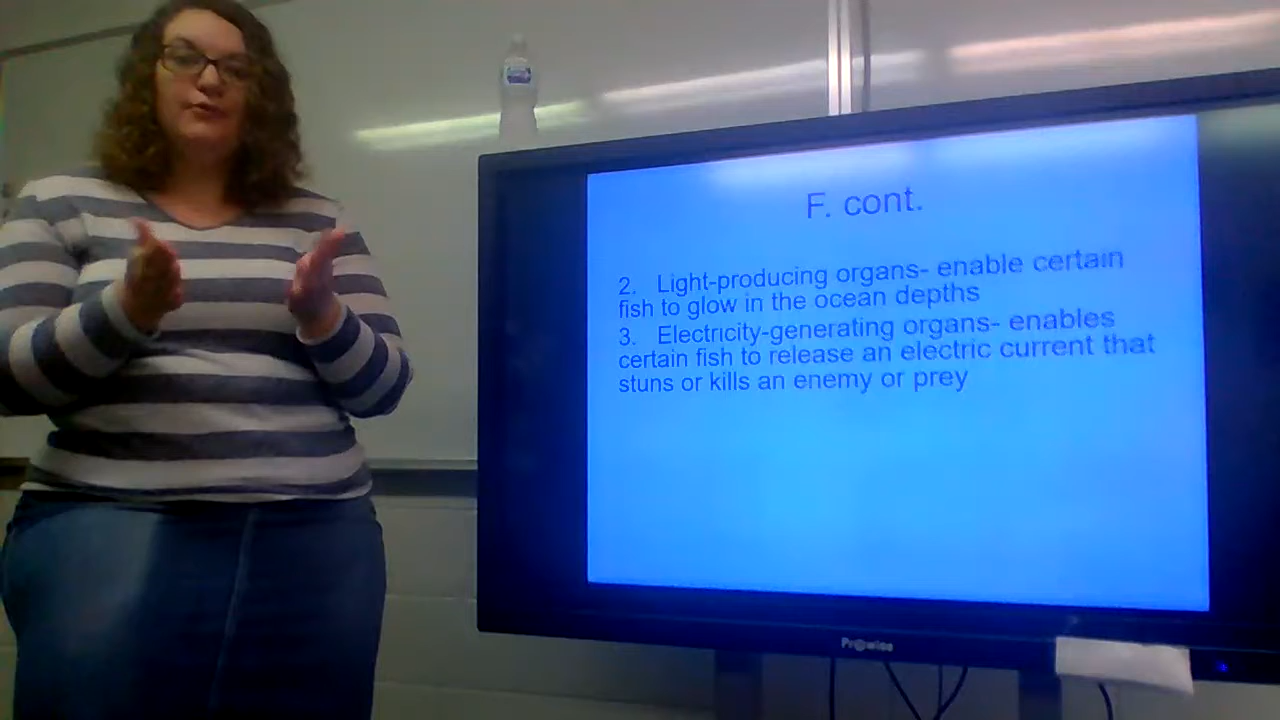 F. cont.
2. Light-producing organs- enable certain
fish to glow in the ocean depths
3. Electricity-generating organs- enables
certain fish to release an electric current that
stuns or kills an enemy or prey
Prowise